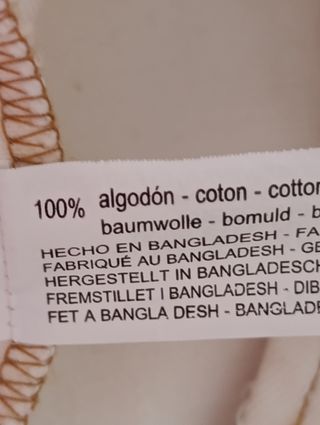 100% algodón - coton - cotton
baumwolle - bomuld - b
HECHO EN BANGLADESH - FA
FABRIQUÉ AU BANGLADESH - GE
HERGESTELLT IN BANGLADESCH
FREMSTILLET I BANGLADESH - DIB
FET A BANGLA DESH - BANGLADE